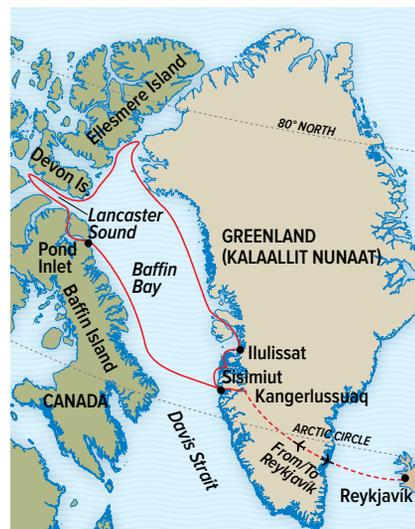 Ellesmere Island
80° NORTH
Devon Is
Lancaster
Sound
GREENLAND
(KALAALLIT NUNAAT)
Pond
Inlet
Baffin
Bay
Baffin Island
Ilulissat
Sisimiut
Kangerlussuaq
CANADA
Davis Strait
ARCTIC CIRCLE
From/To
Reykjavík
Reykjavík